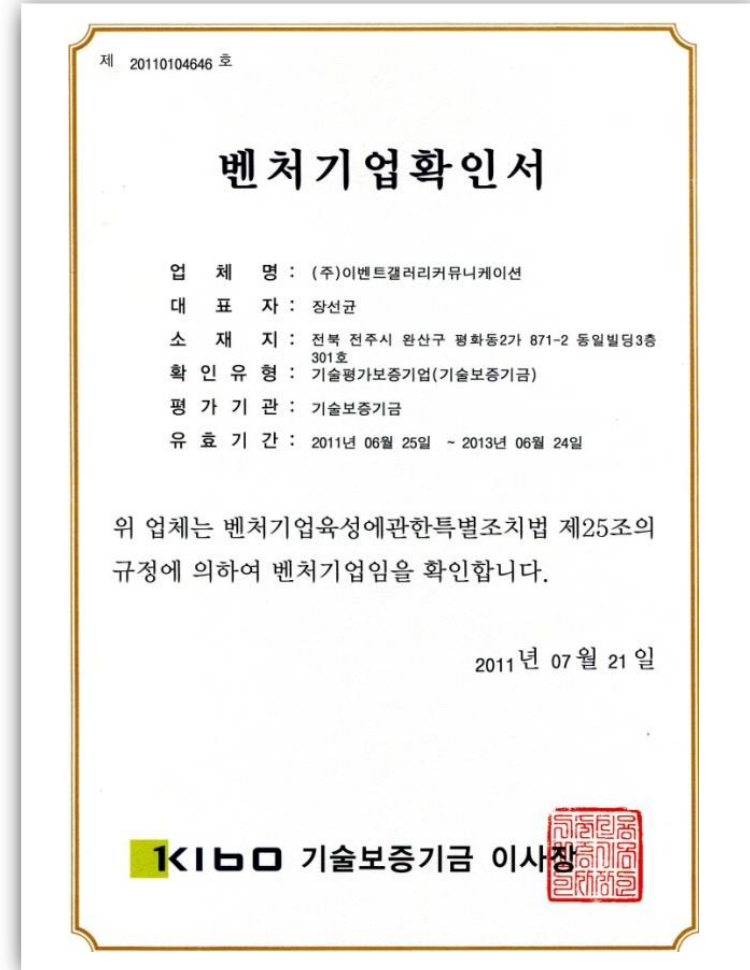 제 20110104646 호
벤처기업확인서
업 체 명 : (주)이벤트갤러리커뮤니케이션
대 표 자 : 장선균
소 재 지 : 전북 전주시 완산구 평화동2가 871-2 동일빌딩3층
301호
확 인 유 형 : 기술평가보증기업(기술보증기금)
평 가 기 관 : 기술보증기금
유 효 기 간 : 2011년 06월 25일 ~ 2013년 06월 24일
위 업체는 벤처기업육성에관한특별조치법 제25조의
규정에 의하여 벤처기업임을 확인합니다.
2011년 07월 21일
KIBO 기술보증기금 이사장